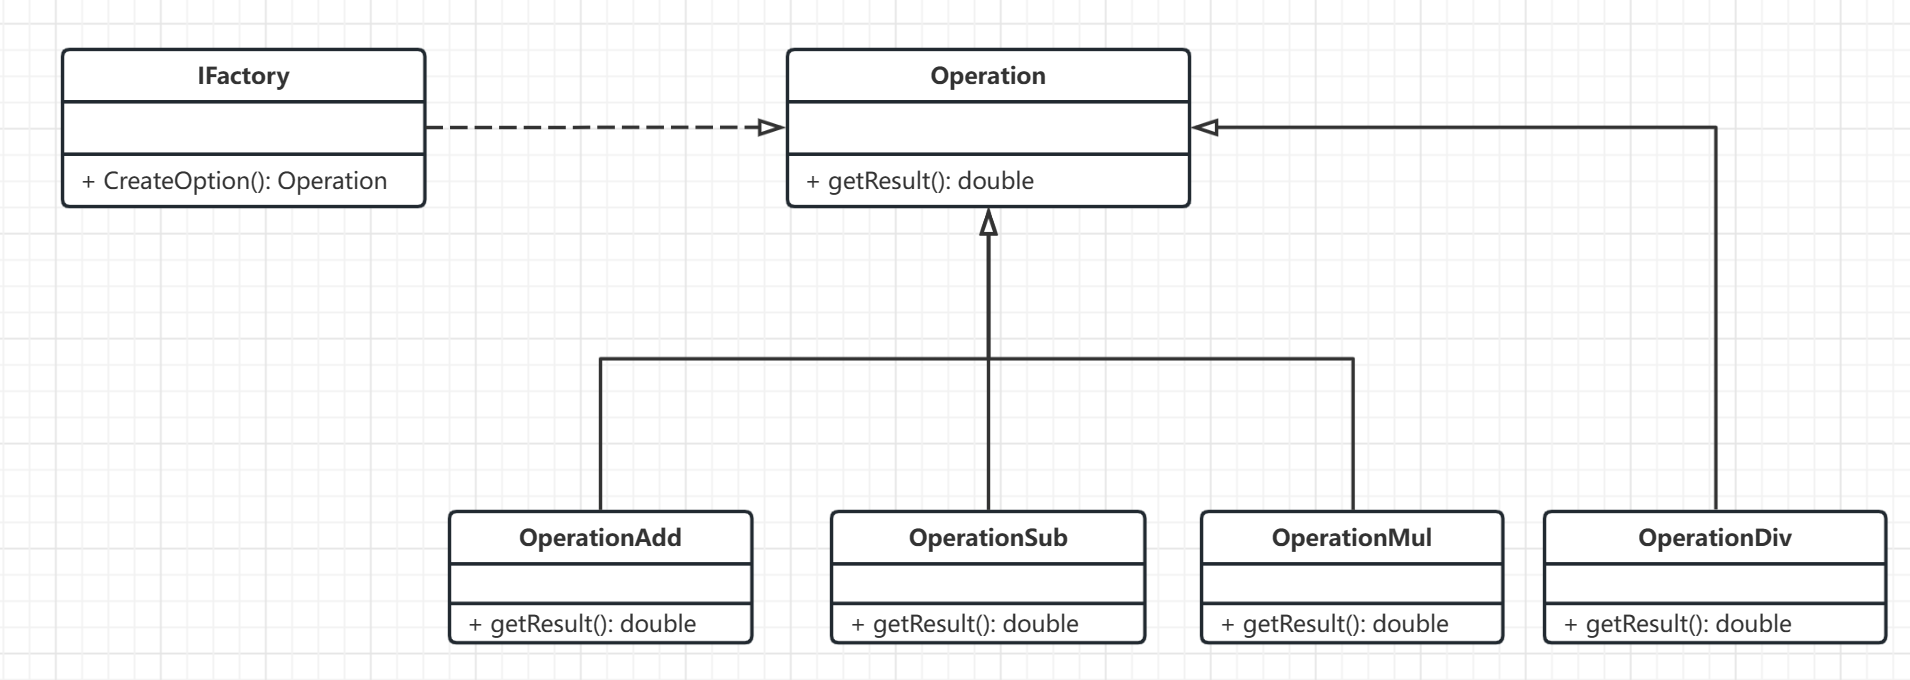 IFactory
+ CreateOption(): Operation
Operation
+ getResult(): double
OperationAdd
+ getResult(): double
OperationSub
+ getResult(): double
OperationMul
+ getResult(): double
OperationDiv
+ getResult(): double